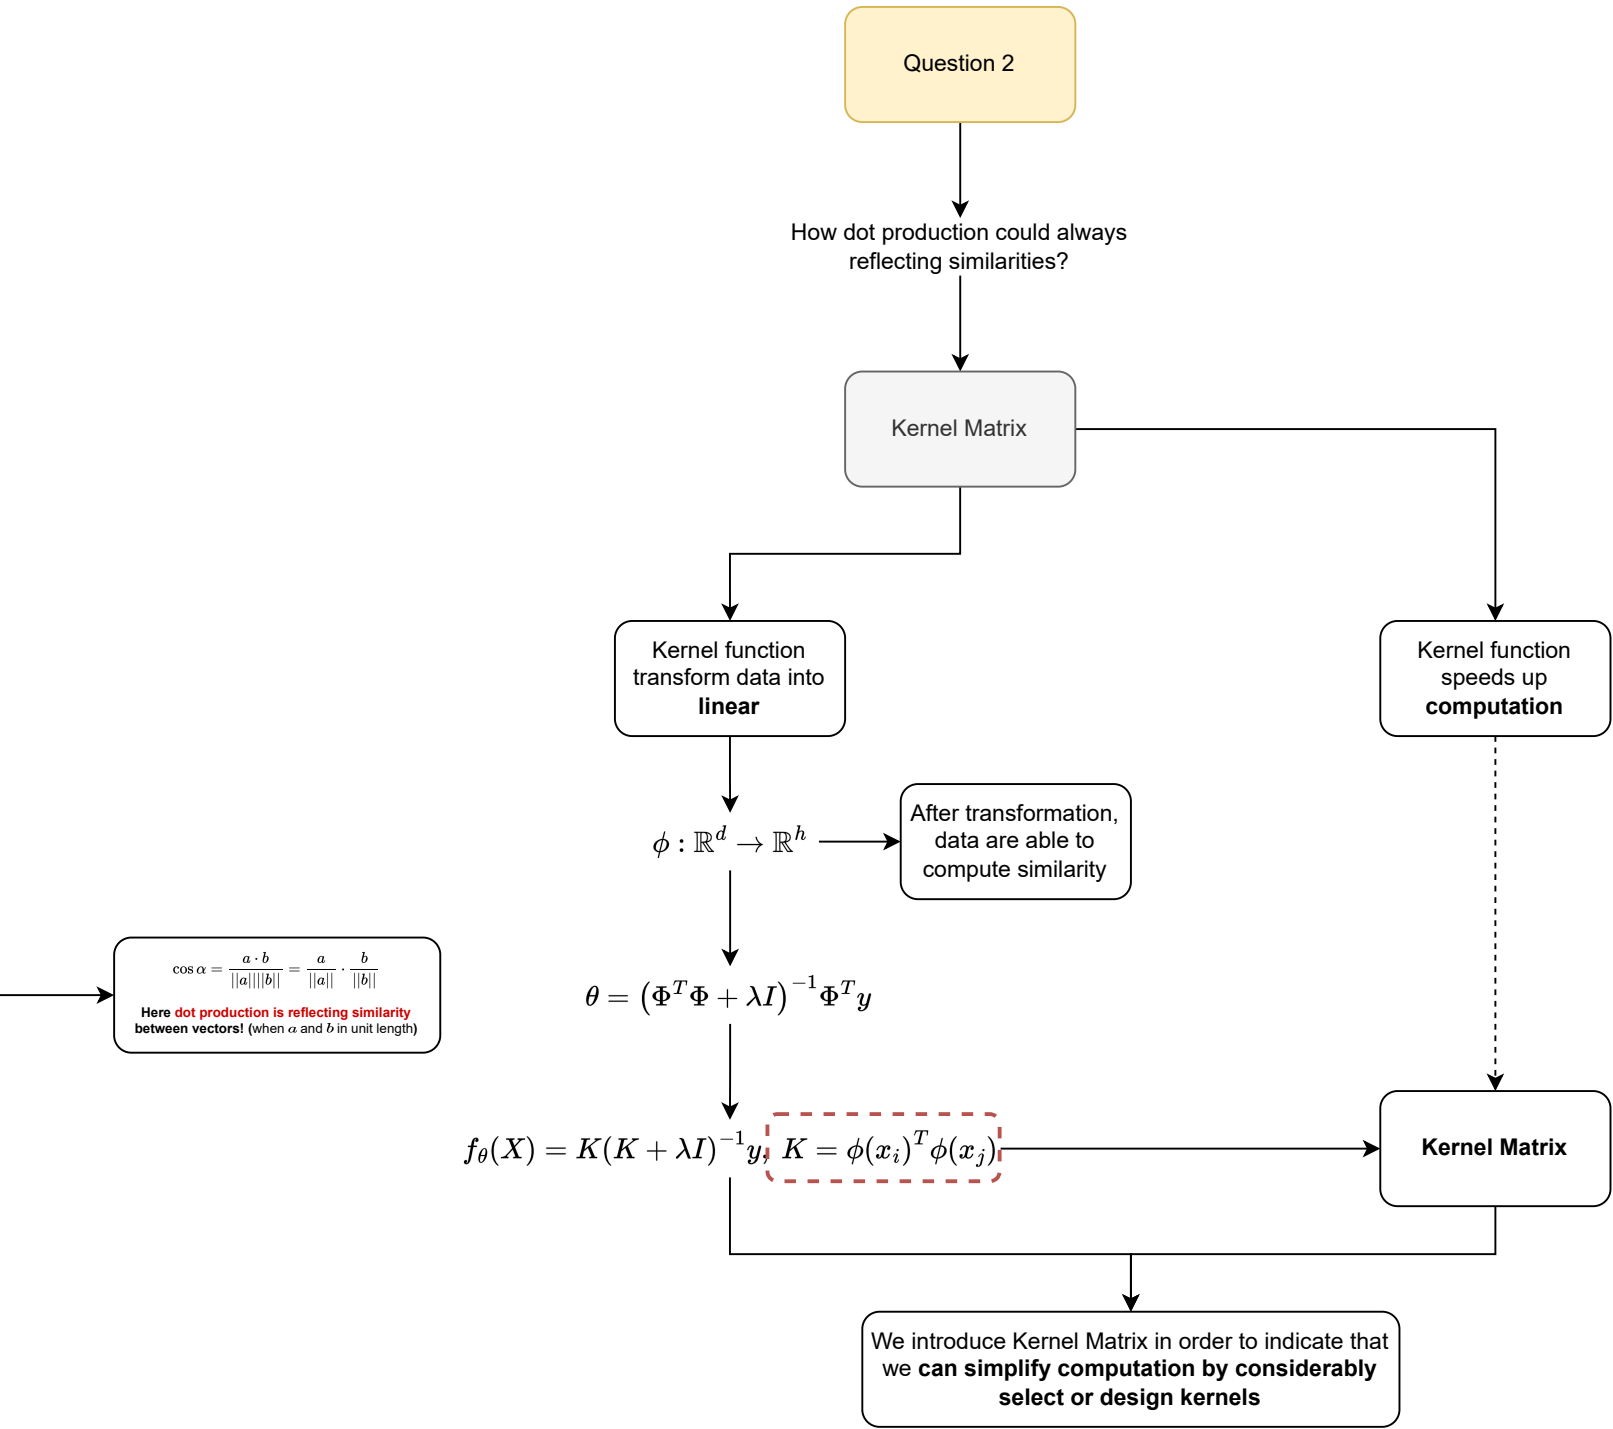 Question 2
How dot production could always
reflecting similarities?
Kernel Matrix
Kernel function
transform data into
linear
Kernel function
speeds up
computation
ϕ : ℝ^d → ℝ^h
After transformation,
data are able to
compute similarity
cos α = \frac{a · b}{||a||||b||} = \frac{a}{||a||} · \frac{b}{||b||}
Here dot production is reflecting similarity
between vectors! (when a and b in unit length)
θ = (Φ^T Φ + λI)^{−1} Φ^T y
f_θ(X) = K(K + λI)^{−1} y, K = ϕ(x_i)^T ϕ(x_j)
Kernel Matrix
We introduce Kernel Matrix in order to indicate that
we can simplify computation by considerably
select or design kernels